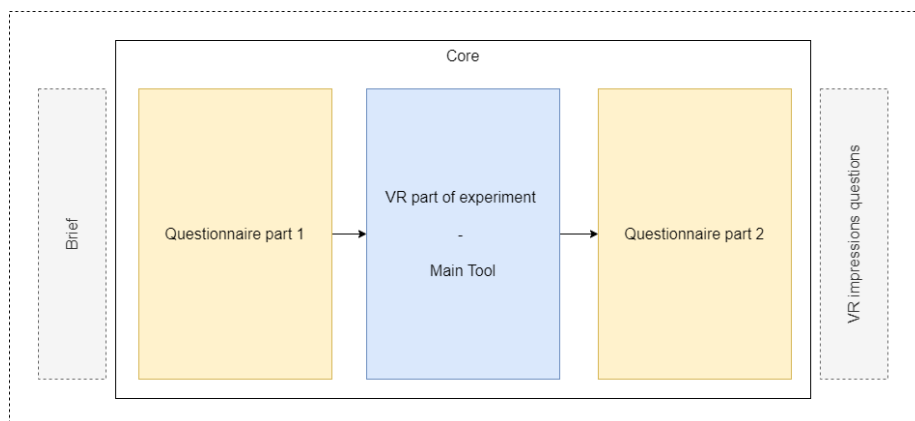 Core
Brief
Questionnaire part 1
VR part of experiment
-
Main Tool
Questionnaire part 2
VR impressions questions